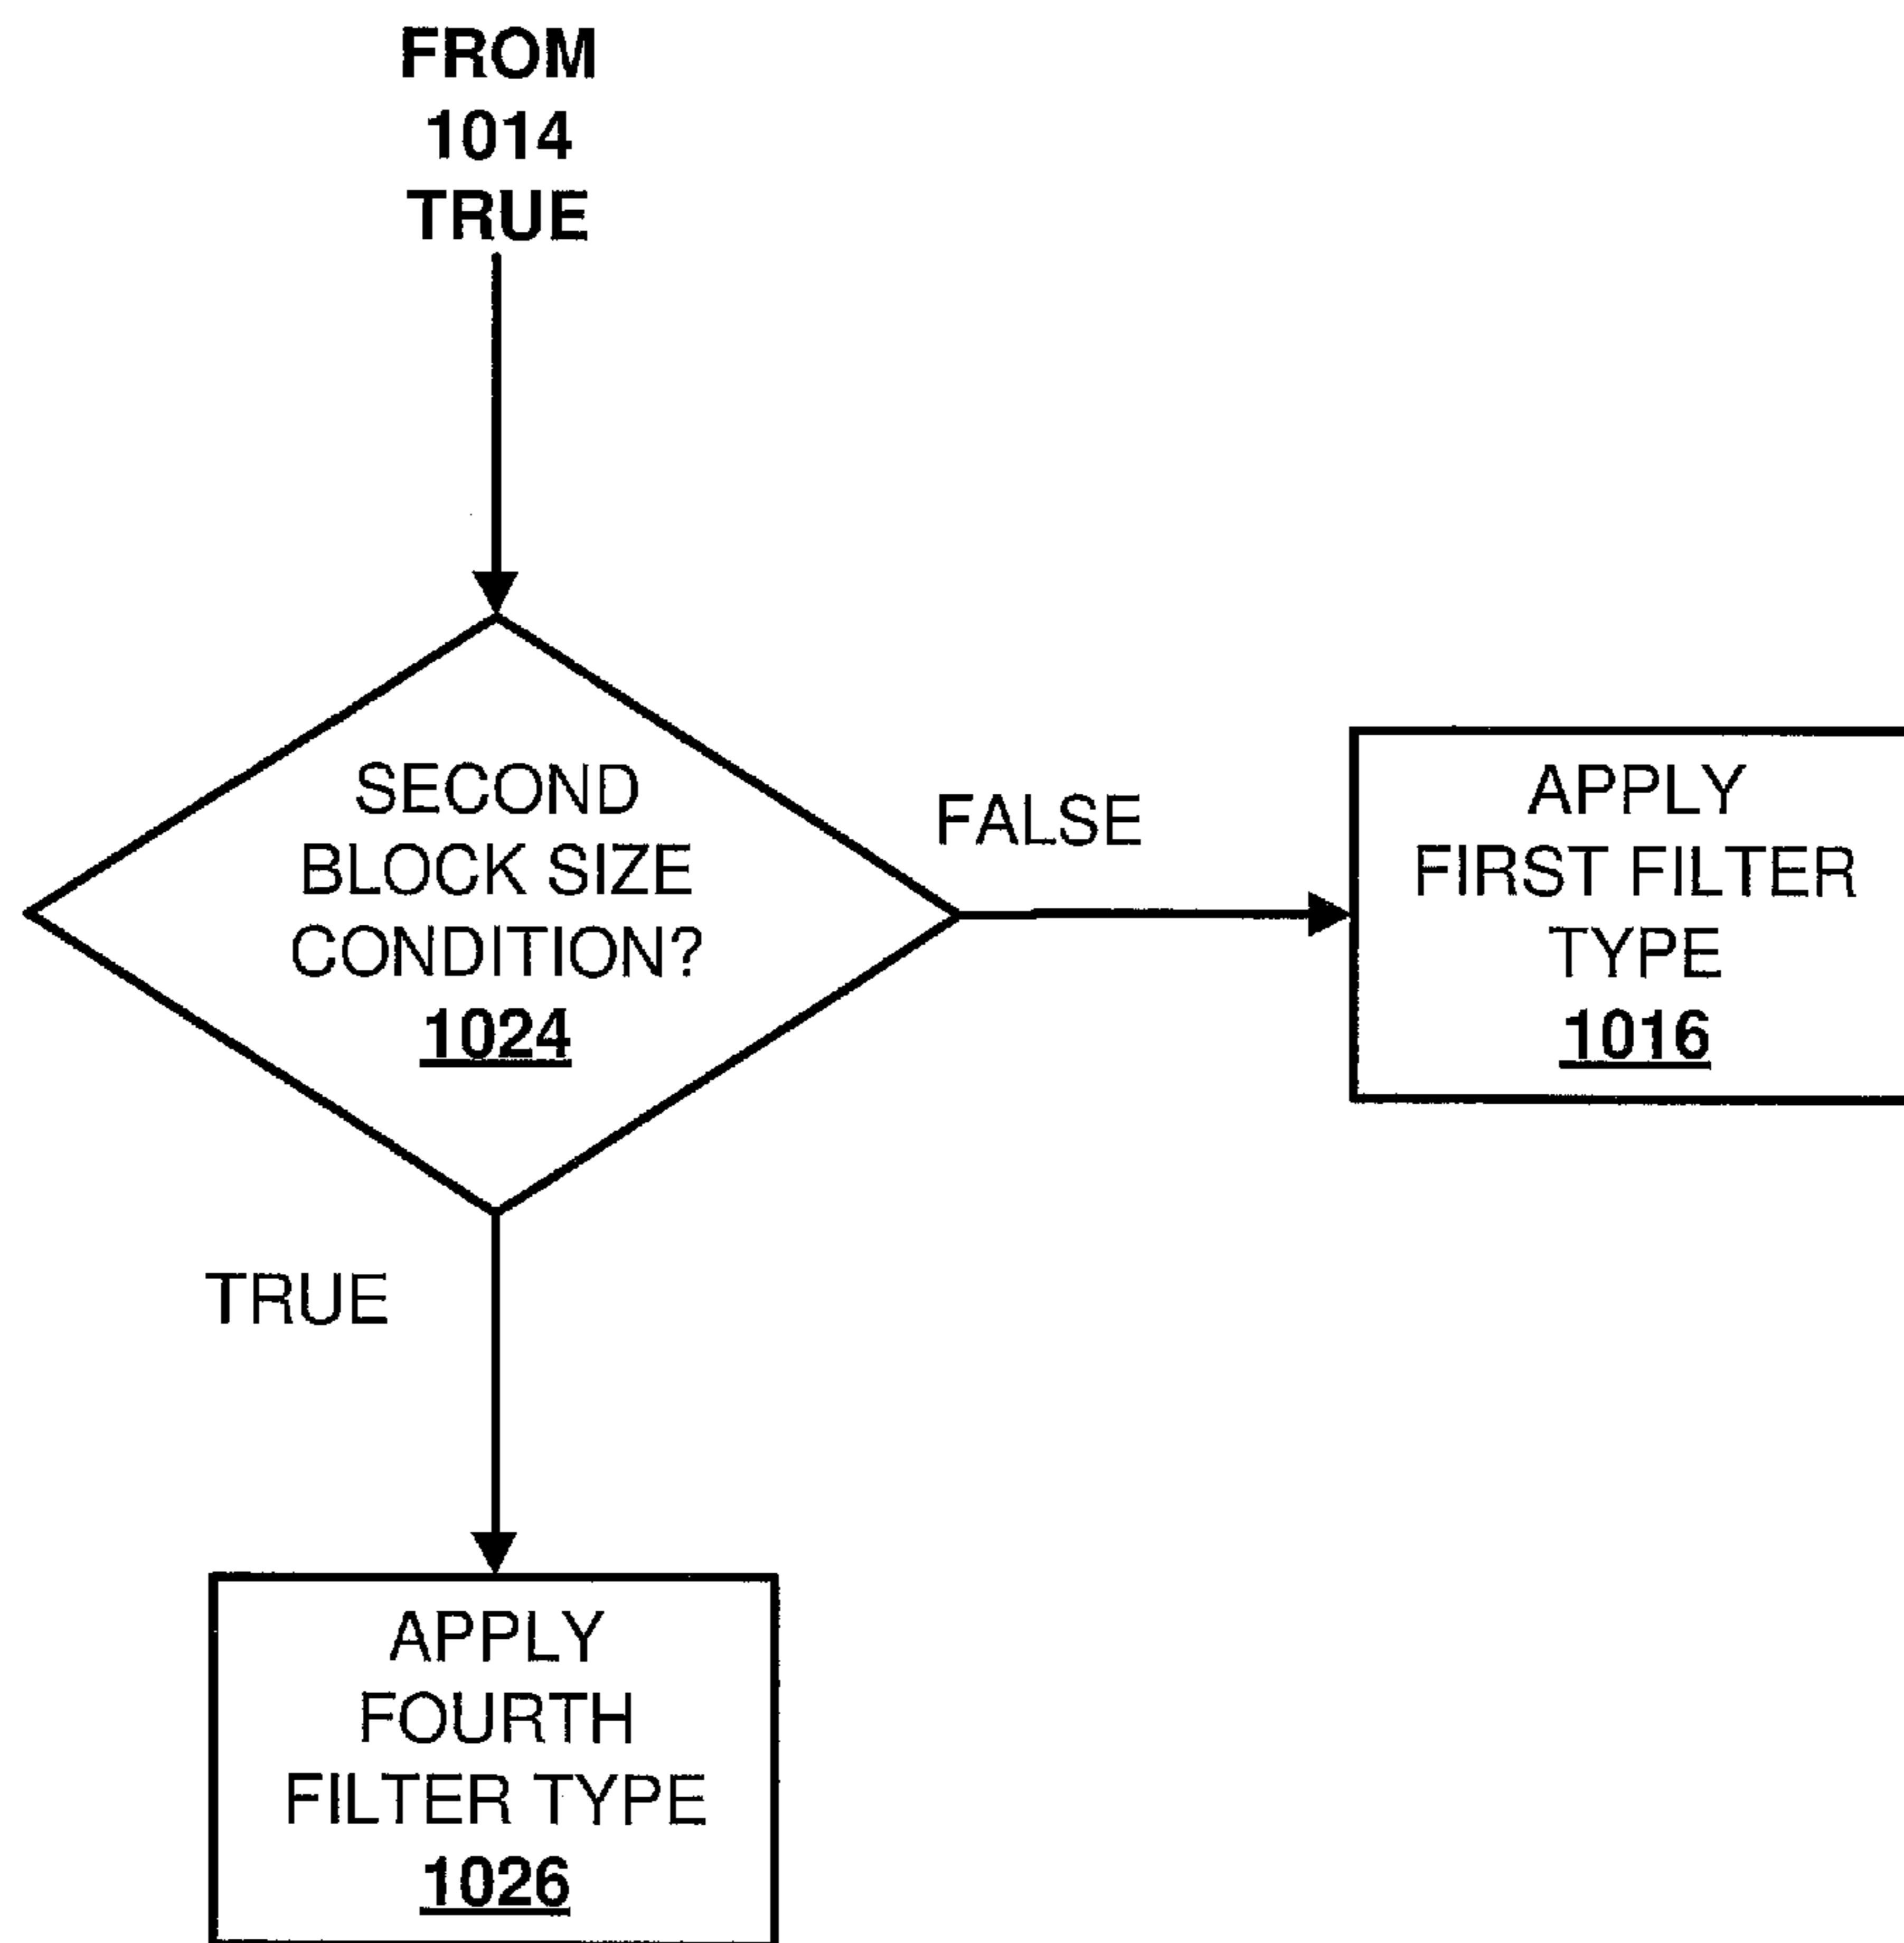 FROM
1014
TRUE
SECOND
BLOCK SIZE
CONDITION?
1024
FALSE
APPLY
FIRST FILTER
TYPE
1016
TRUE
APPLY
FOURTH
FILTER TYPE
1026